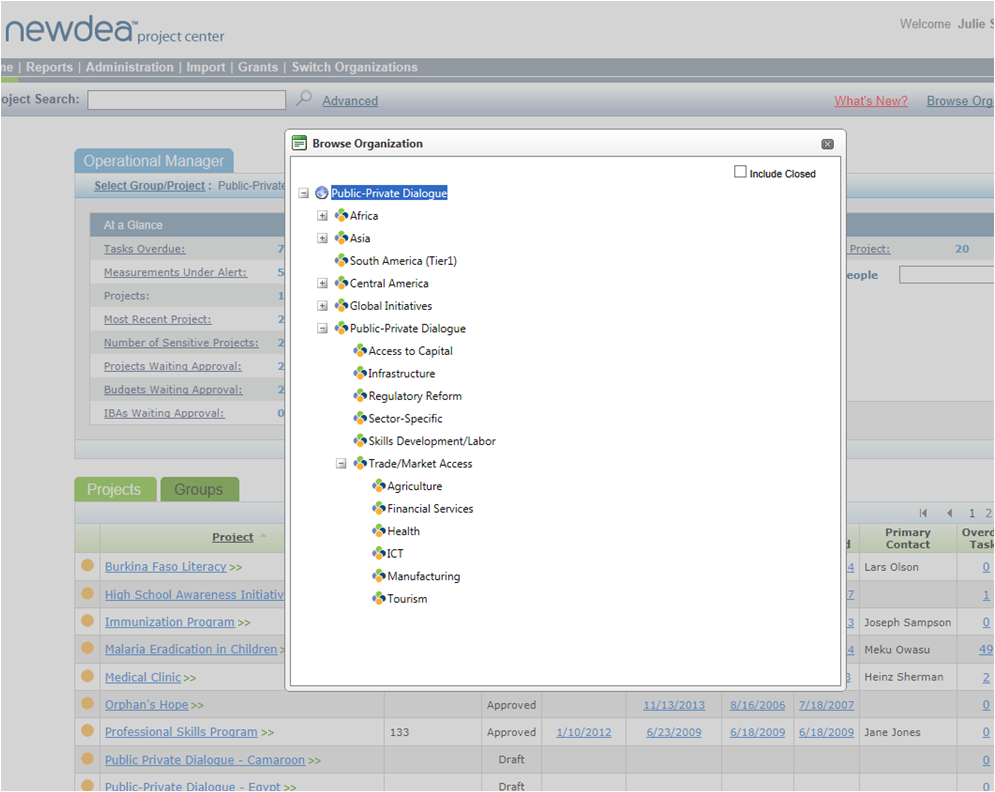 newdea™ project center
Welcome Julie S
ne | Reports | Administration | Import | Grants | Switch Organizations
oject Search:
Advanced
What's New?
Browse Org
Operational Manager
Select Group/Project : Public-Private
At a Glance
Tasks Overdue: 7
Project: 20
Measurements Under Alert: 5
eople
Projects: 1
Most Recent Project: 2
Number of Sensitive Projects: 2
Projects Waiting Approval: 2
Budgets Waiting Approval: 2
IBAs Waiting Approval: 0
Browse Organization
Include Closed
Public-Private Dialogue
Africa
Asia
South America (Tier1)
Central America
Global Initiatives
Public-Private Dialogue
Access to Capital
Infrastructure
Regulatory Reform
Sector-Specific
Skills Development/Labor
Trade/Market Access
Agriculture
Financial Services
Health
ICT
Manufacturing
Tourism
Projects Groups
1 2
Project d Primary Contact Overd Task
Burkina Faso Literacy >> 4 Lars Olson 0
High School Awareness Initiativ 7 1
Immunization Program >> 3 Joseph Sampson 0
Malaria Eradication in Children > 4 Meku Owasu 49
Medical Clinic >> 8 Heinz Sherman 2
Orphan's Hope >> Approved 11/13/2013 8/16/2006 7/18/2007 0
Professional Skills Program >> 133 Approved 1/10/2012 6/23/2009 6/18/2009 6/18/2009 Jane Jones 0
Public Private Dialogue - Camaroon >> Draft 0
Public-Private Dialogue - Egypt >> Draft 0